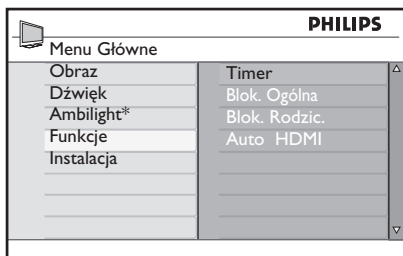 PHILIPS
Menu Główne
Obraz
Dźwięk
Ambilight*
Funkcje
Instalacja
Timer
Blok. Ogólna
Blok. Rodzic.
Auto HDMI